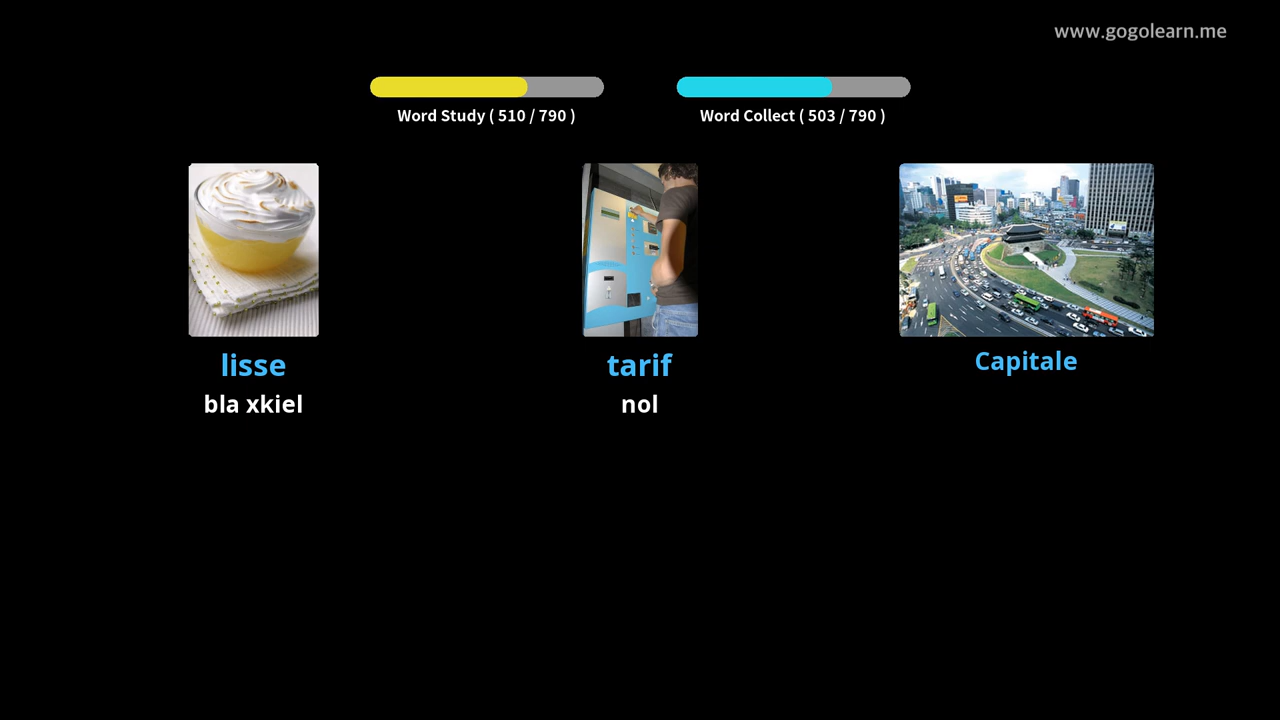 www.gogolearn.me
Word Study ( 510 / 790 )
Word Collect ( 503 / 790 )
lisse
tarif
Capitale
bla xkiel
nol